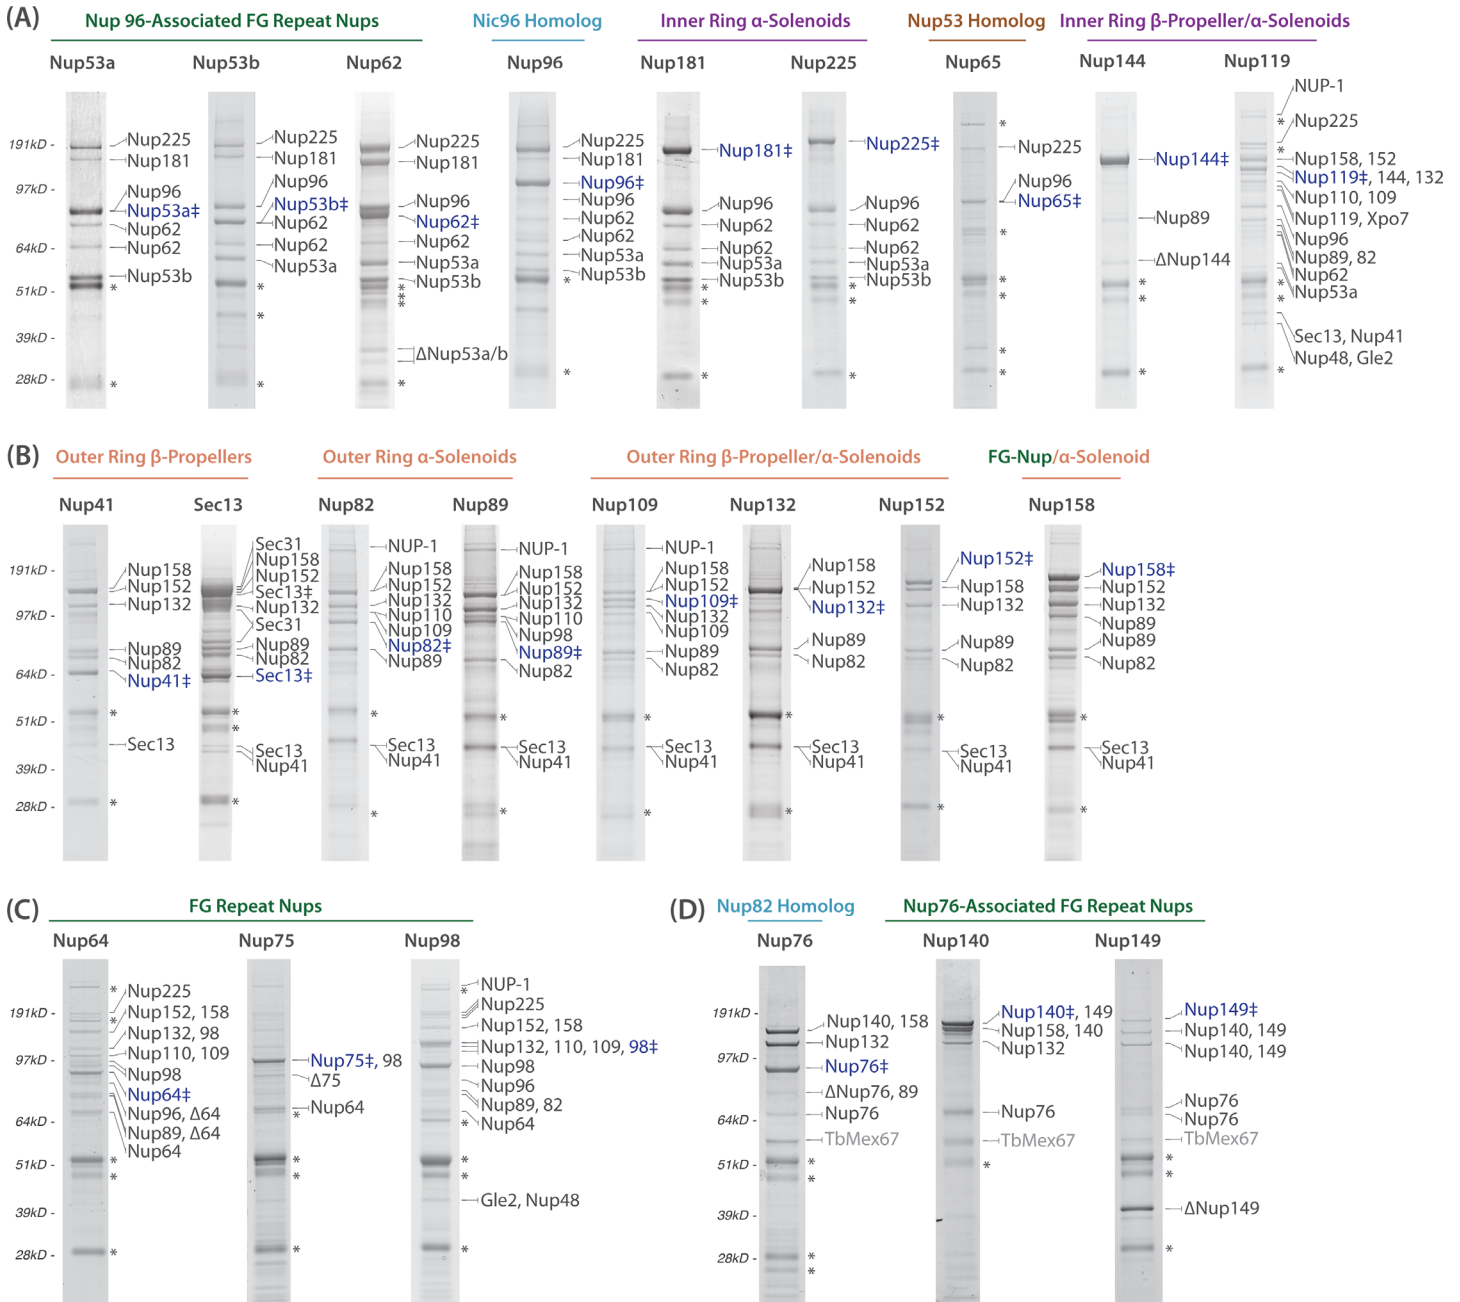 (A)
Nup 96-Associated FG Repeat Nups
Nic96 Homolog
Inner Ring α-Solenoids
Nup53 Homolog
Inner Ring β-Propeller/α-Solenoids
Nup53a
Nup53b
Nup62
Nup96
Nup181
Nup225
Nup65
Nup144
Nup119
191kD -
97kD -
64kD -
51kD -
39kD -
28kD -
Nup225
Nup181
Nup96
Nup53a‡
Nup62
Nup62
Nup53b
*
*
Nup225
Nup181
Nup96
Nup53b‡
Nup62
Nup62
Nup53a
*
*
*
Nup225
Nup181
Nup96
Nup62‡
Nup62
Nup53a
Nup53b
*
*
*
ΔNup53a/b
*
Nup225
Nup181
Nup96‡
Nup96
Nup62
Nup62
Nup53a
Nup53b
*
*
Nup181‡
Nup96
Nup62
Nup62
Nup53a
Nup53b
*
*
*
Nup225‡
Nup96
Nup62
Nup62
Nup53a
Nup53b
*
*
*
*
Nup225
Nup96
Nup65‡
*
*
*
*
*
Nup144‡
Nup89
ΔNup144
*
*
*
NUP-1
*
Nup225
*
Nup158, 152
Nup119‡, 144, 132
Nup110, 109
Nup119, Xpo7
Nup96
Nup89, 82
Nup62
*
Nup53a
*
Sec13, Nup41
Nup48, Gle2
*
(B)
Outer Ring β-Propellers
Outer Ring α-Solenoids
Outer Ring β-Propeller/α-Solenoids
FG-Nup/α-Solenoid
Nup41
Sec13
Nup82
Nup89
Nup109
Nup132
Nup152
Nup158
191kD -
97kD -
64kD -
51kD -
39kD -
28kD -
Nup158
Nup152
Nup132
Nup89
Nup82
Nup41‡
*
Sec13
*
Sec31
Nup158
Nup152
Sec13‡
Nup132
Sec31
Nup89
Nup82
Sec13‡
*
*
Sec13
Nup41
*
NUP-1
Nup158
Nup152
Nup132
Nup110
Nup109
Nup82‡
Nup89
*
Sec13
Nup41
*
NUP-1
Nup158
Nup152
Nup132
Nup110
Nup98
Nup89‡
Nup82
*
Sec13
Nup41
*
NUP-1
Nup158
Nup152
Nup109‡
Nup132
Nup109
Nup89
Nup82
*
Sec13
Nup41
*
Nup158
Nup152
Nup132‡
Nup89
Nup82
*
Sec13
Nup41
*
Nup152‡
Nup158
Nup132
Nup89
Nup82
*
Sec13
Nup41
*
Nup158‡
Nup152
Nup132
Nup89
Nup89
Nup82
*
Sec13
Nup41
*
(C)
FG Repeat Nups
Nup64
Nup75
Nup98
191kD -
97kD -
64kD -
51kD -
39kD -
28kD -
*
Nup225
*
Nup152, 158
Nup132, 98
Nup110, 109
Nup98
Nup64‡
Nup96, Δ64
Nup89, Δ64
Nup64
*
*
*
Nup75‡, 98
Δ75
Nup64
*
*
*
*
NUP-1
*
Nup225
Nup152, 158
Nup132, 110, 109, 98‡
Nup98
Nup96
Nup89, 82
Nup64
*
*
*
Gle2, Nup48
*
(D)
Nup82 Homolog
Nup76-Associated FG Repeat Nups
Nup76
Nup140
Nup149
191kD -
97kD -
64kD -
51kD -
39kD -
28kD -
Nup140, 158
Nup132
Nup76‡
ΔNup76, 89
Nup76
TbMex67
*
*
*
*
Nup140‡, 149
Nup158, 140
Nup132
Nup76
TbMex67
*
Nup149‡
Nup140, 149
Nup140, 149
Nup76
Nup76
TbMex67
*
*
ΔNup149
*